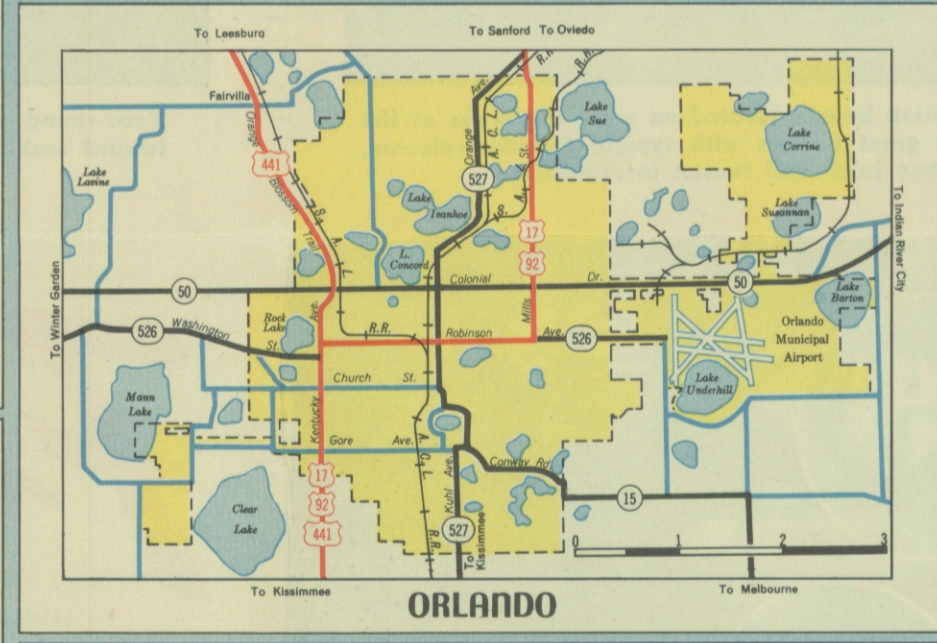 To Leesburg
To Sanford To Oviedo
Fairvilla
Orange
Blossom
Trail
441
Ave.
Orange
A. C. L.
R.R.
R.R.
St.
527
S. A. L.
S. A. L.
17
92
Mills
Lake
Sue
Lake
Corrine
Lake
Susannan
Lake
Lavine
Lake
Ivanhoe
L.
Concord
Colonial Dr.
50
50
To Winter Garden
To Indian River City
Lake
Barton
Rock
Lake
Ave.
526
Washington
St.
R.R.
Robinson Ave.
526
Orlando
Municipal
Airport
Lake
Underhill
Mann
Lake
Church St.
Kentucky
Gore Ave.
A. C. L.
R.R.
Kuhl Ave.
Conway Rd.
17
92
441
Clear
Lake
527
To
Kissimmee
15
0 1 2 3
To Kissimmee
To Melbourne
ORLANDO